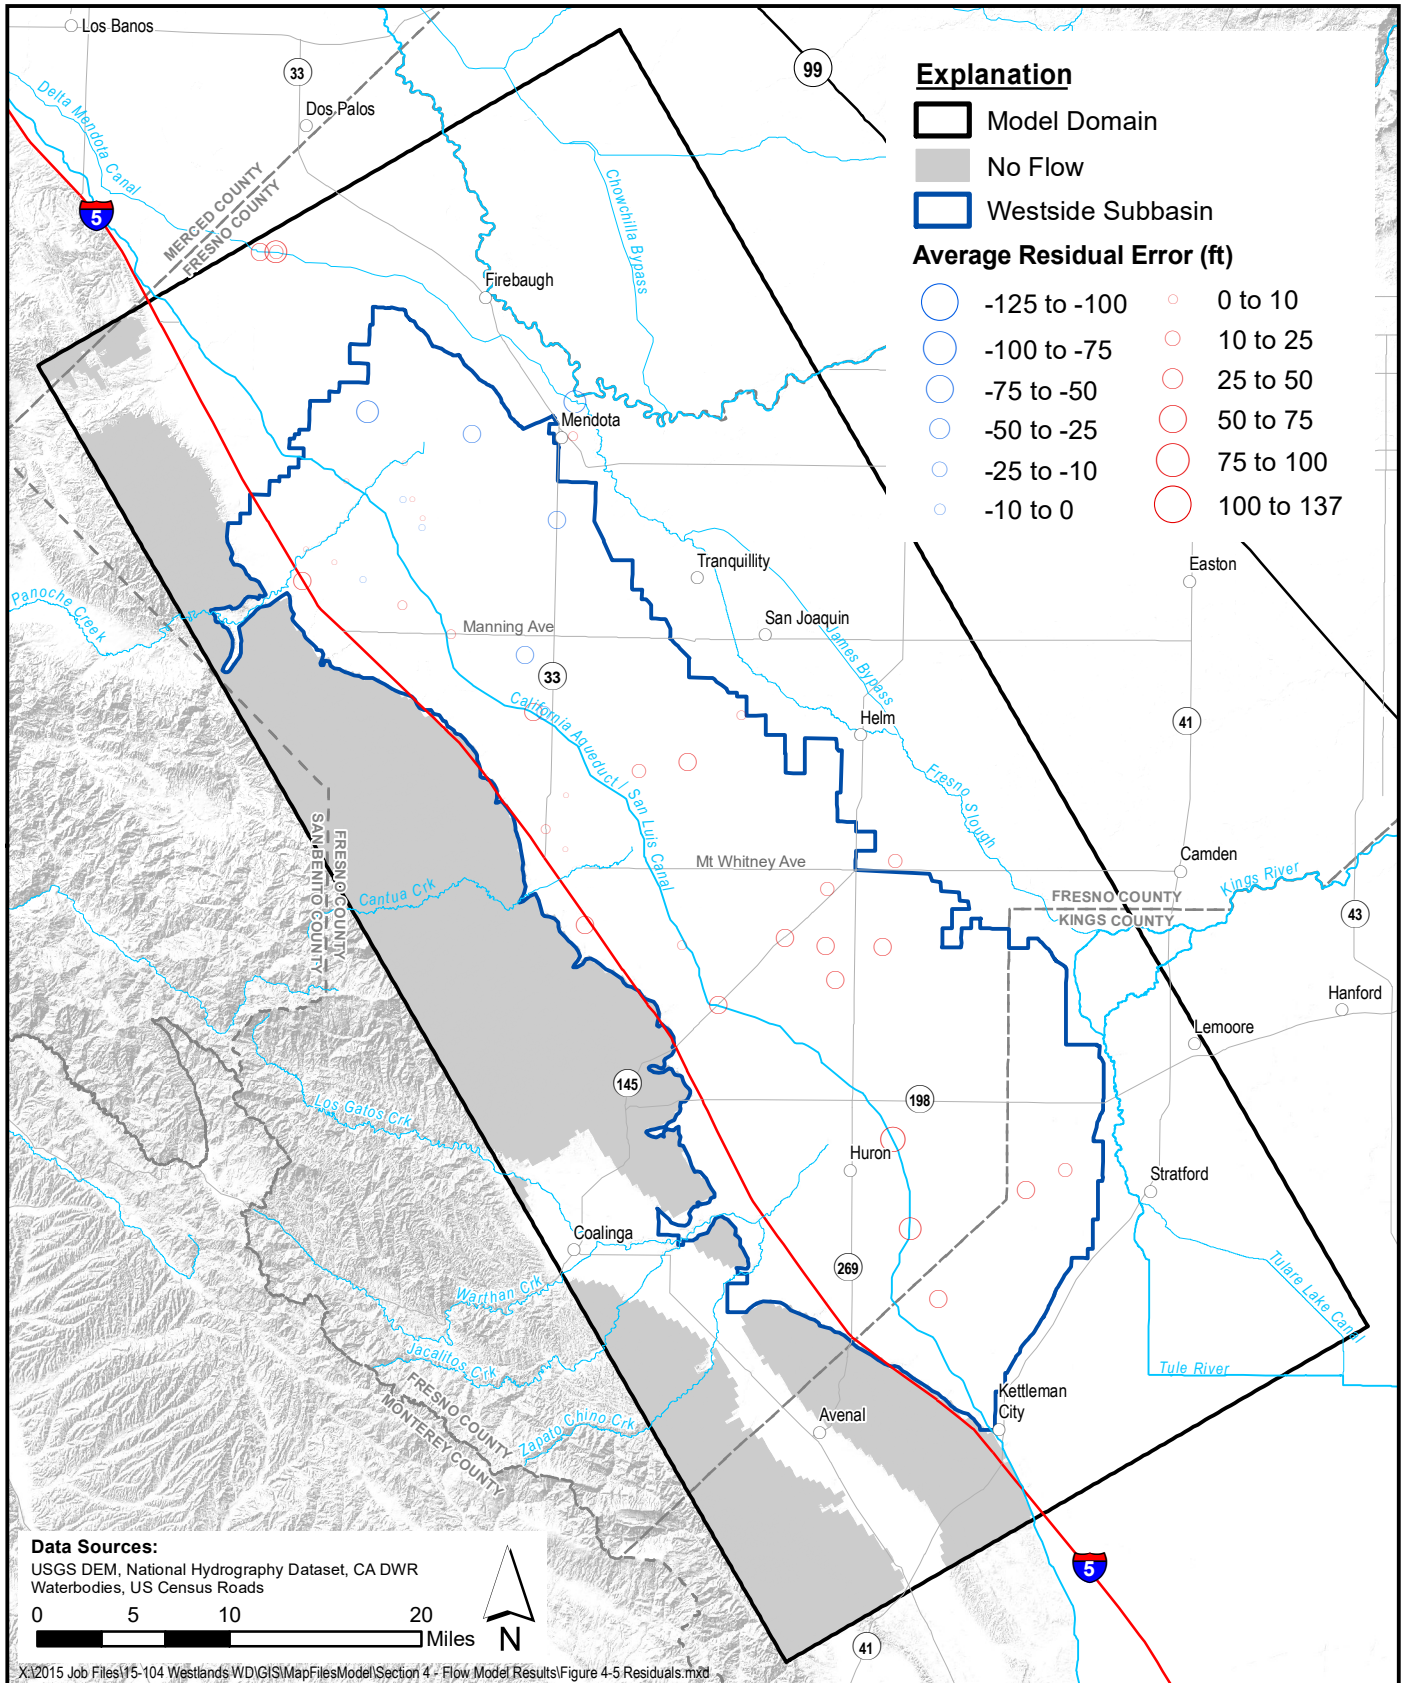 Los Banos
33
99
Dos Palos
Delta Mendota Canal
5
MERCED COUNTY
FRESNO COUNTY
Chowchilla Bypass
Firebaugh
Mendota
Explanation
Model Domain
No Flow
Westside Subbasin
Average Residual Error (ft)
-125 to -100
0 to 10
-100 to -75
10 to 25
-75 to -50
25 to 50
-50 to -25
50 to 75
-25 to -10
75 to 100
-10 to 0
100 to 137
Tranquillity
Easton
Panoche Creek
San Joaquin
Manning Ave
James Bypass
33
California Aqueduct / San Luis Canal
Helm
41
Fresno Slough
SAN BENITO COUNTY
FRESNO COUNTY
Mt Whitney Ave
Camden
Kings River
Cantua Crk
FRESNO COUNTY
KINGS COUNTY
43
Hanford
Lemoore
145
198
Los Gatos Crk
Huron
Stratford
Coalinga
269
Tulare Lake Canal
Warthan Crk
Jacalitos Crk
Tule River
FRESNO COUNTY
MONTEREY COUNTY
Zapato Chino Crk
Avenal
Kettleman
City
5
41
Data Sources:
USGS DEM, National Hydrography Dataset, CA DWR
Waterbodies, US Census Roads
0 5 10 20
Miles
N
X:\2015 Job Files\15-104 Westlands WD\GIS\MapFilesModel\Section 4 - Flow Model Results\Figure 4-5 Residuals.mxd